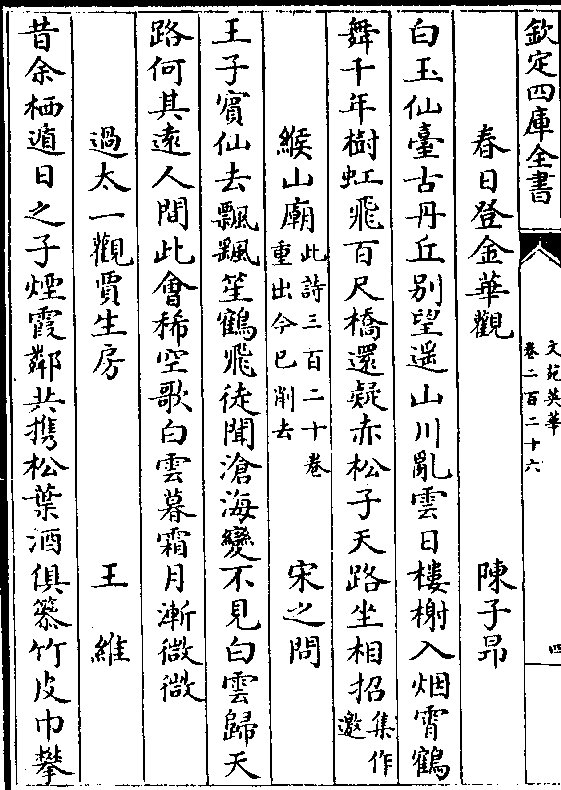 欽定四庫全書
文苑英華
卷二百二十六
四
春日登金華觀 陳子昻
白玉仙臺古丹丘别望遥山川亂雲日樓榭入烟霄鶴
舞千年樹虹飛百尺橋還疑赤松子天路坐相招集作邀
緱山廟此詩三百二十卷重出今已削去 宋之問
王子賓仙去飄颻笙鶴飛徒聞滄海變不見白雲歸天
路何其遠人間此會稀空歌白雲暮霜月漸微微
過太一觀賈生房 王維
昔余栖遁日之子煙霞鄰共携松葉酒俱簪竹皮巾攀